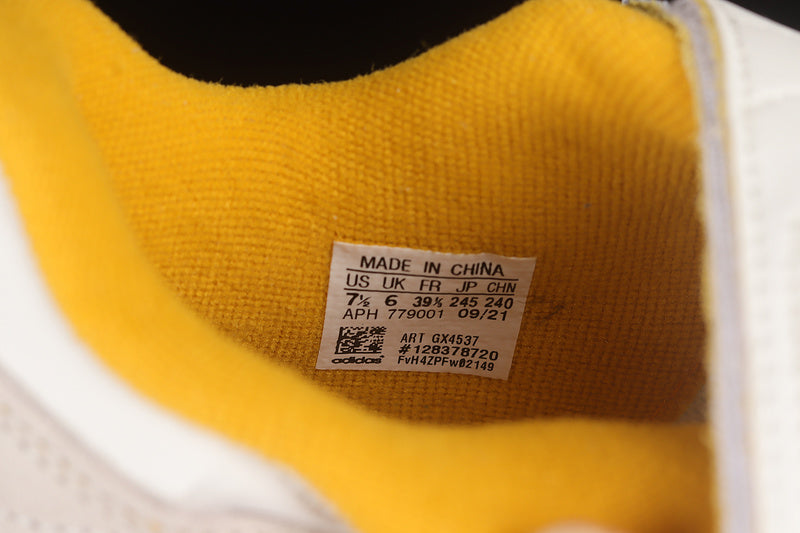 MADE IN CHINA
US UK FR JP CHN
7½ 6 39⅓ 245 240
APH 779001 09/21
ART GX4537
#128378720
FvH4ZPFw02149
adidas